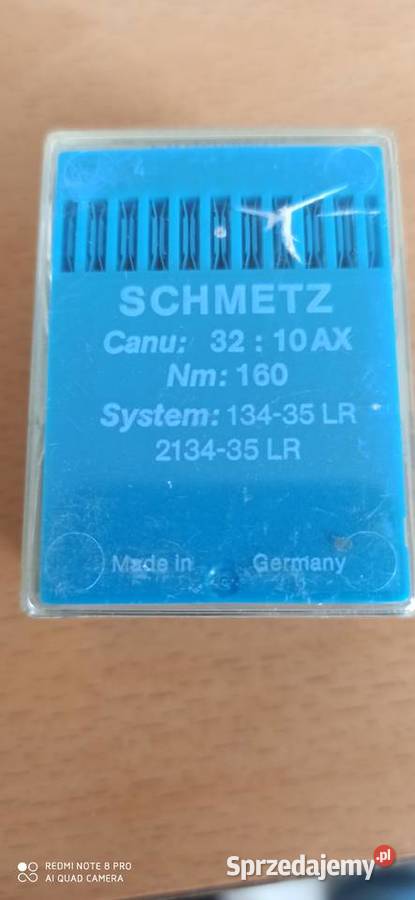 4
SCHMETZ
Canu: 32 : 10 AX
Nm: 160
System: 134-35 LR
2134-35 LR
Made in Germany
REDMI NOTE 8 PRO
AI QUAD CAMERA
Sprzedajemy.pl